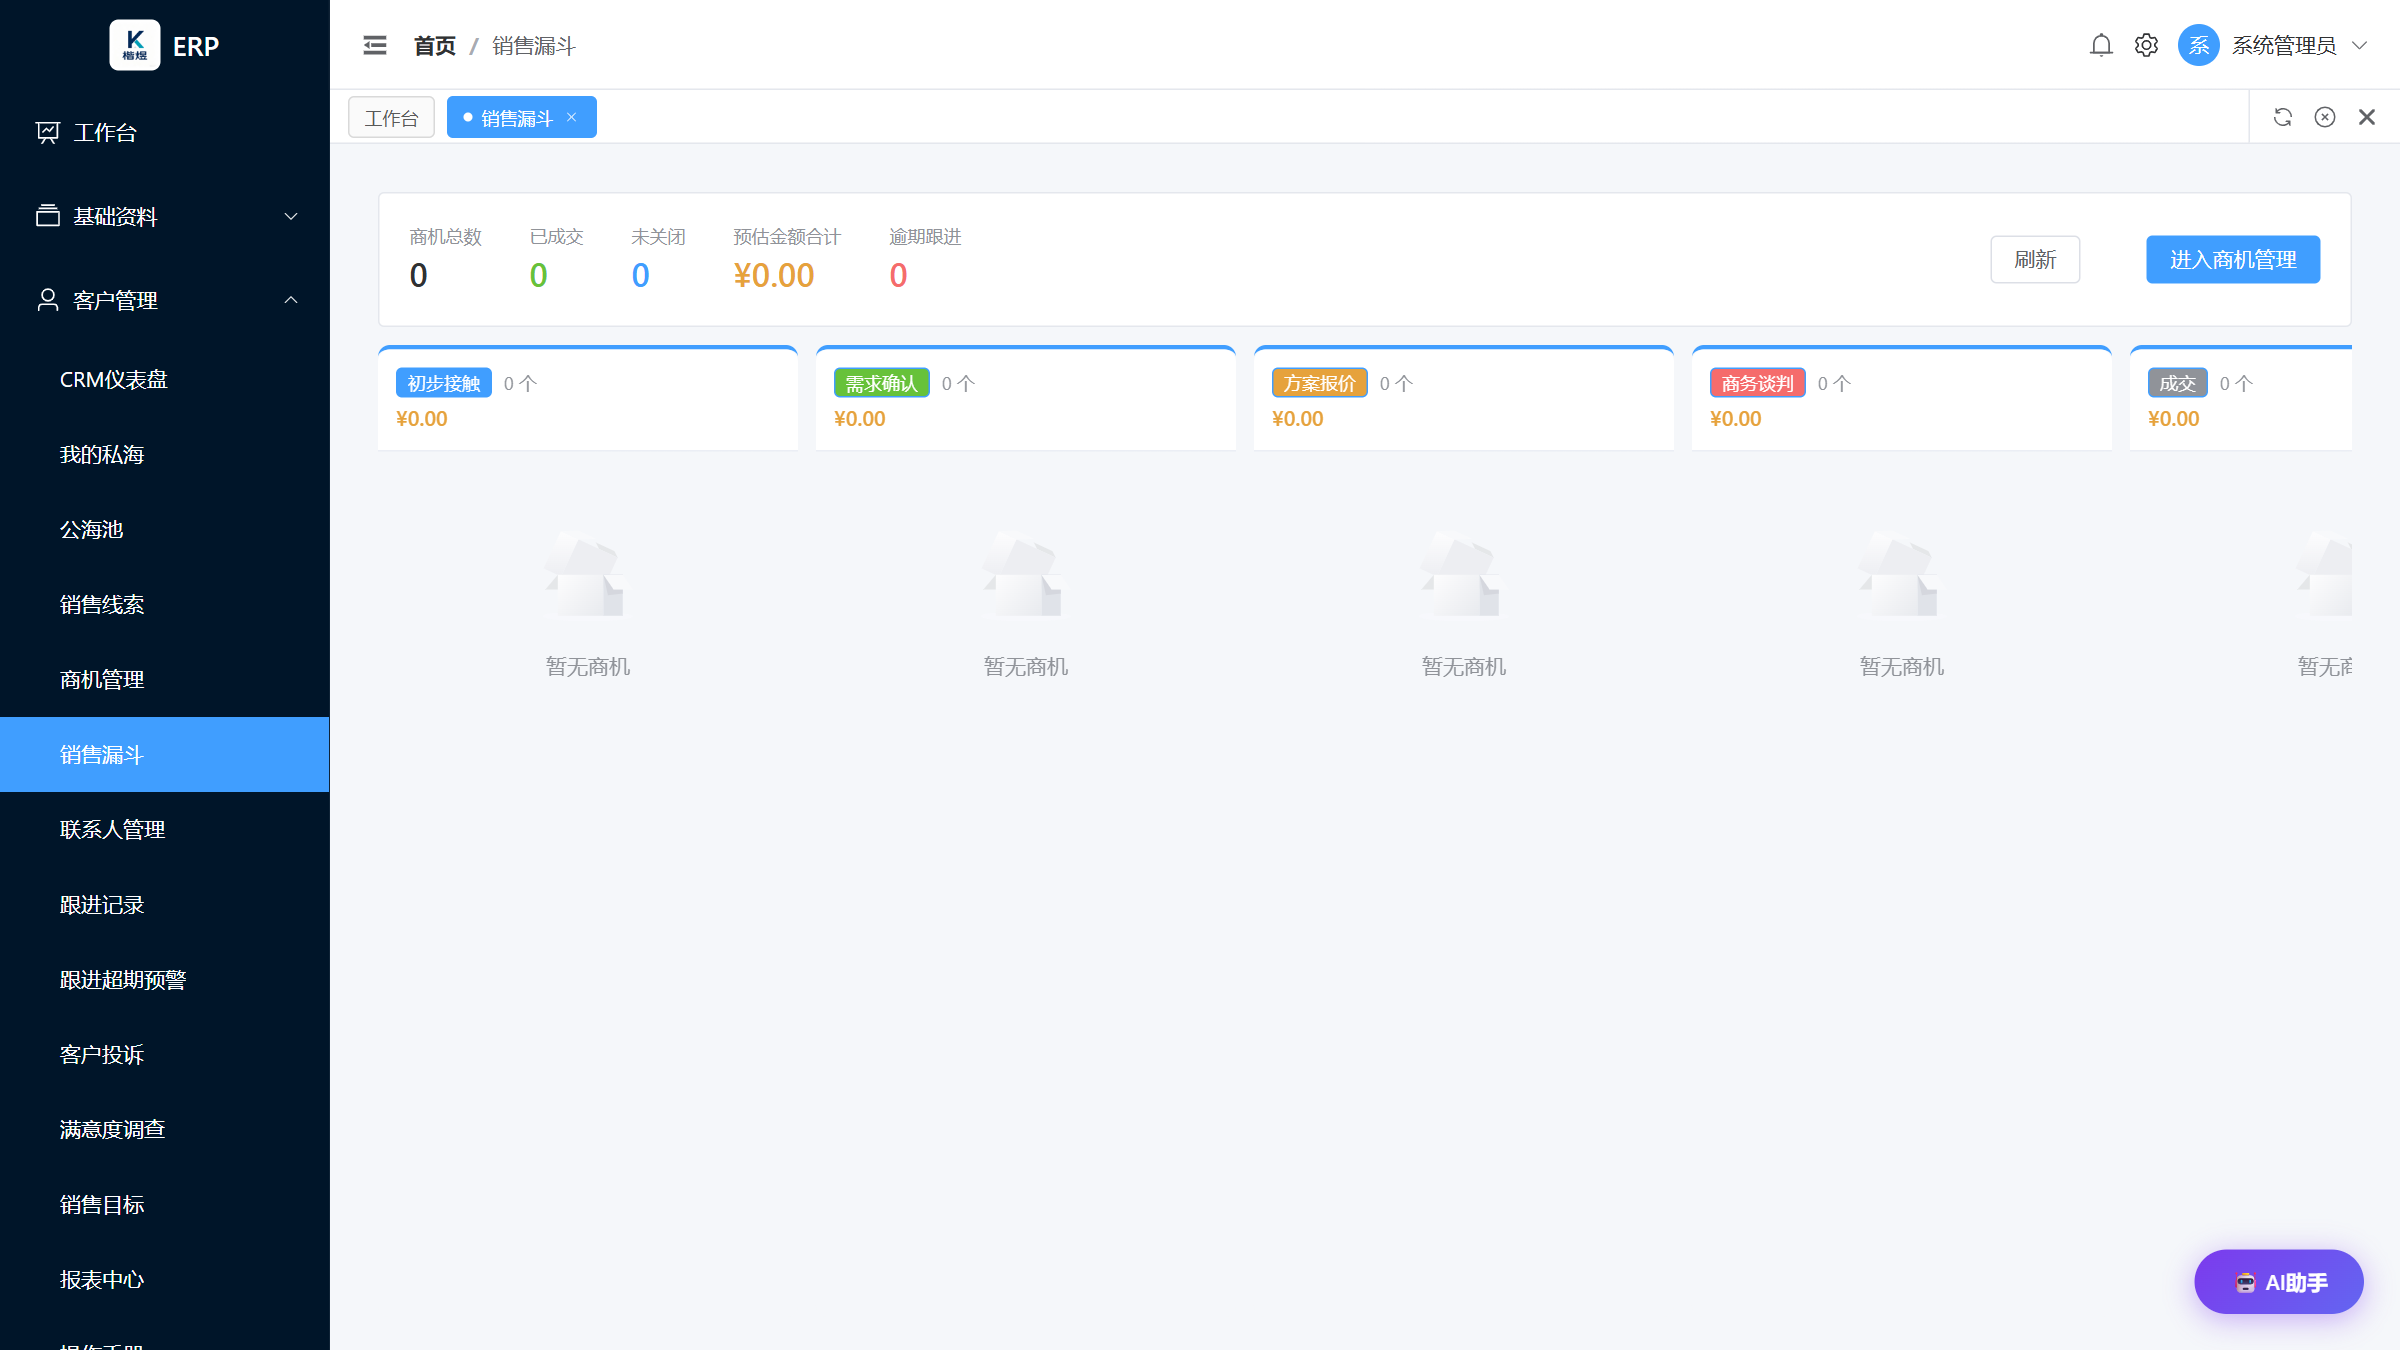 K
楷煜
ERP
工作台
基础资料
客户管理
CRM仪表盘
我的私海
公海池
销售线索
商机管理
销售漏斗
联系人管理
跟进记录
跟进超期预警
客户投诉
满意度调查
销售目标
报表中心
首页 / 销售漏斗
系 系统管理员
工作台 销售漏斗
商机总数 已成交 未关闭 预估金额合计 逾期跟进
0 0 0 ¥0.00 0
刷新 进入商机管理
初步接触 0 个
¥0.00
暂无商机
需求确认 0 个
¥0.00
暂无商机
方案报价 0 个
¥0.00
暂无商机
商务谈判 0 个
¥0.00
暂无商机
成交 0 个
¥0.00
暂无商
AI助手